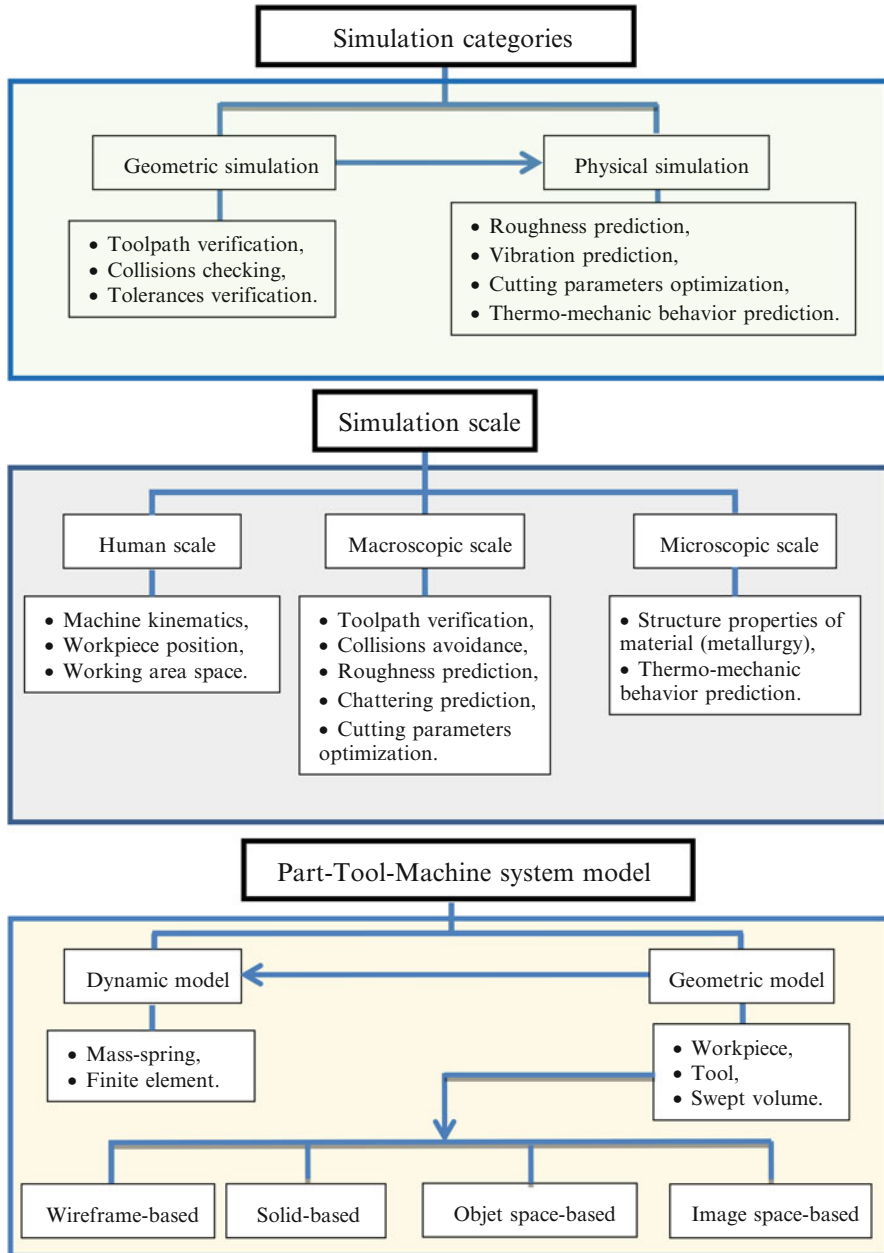 Simulation categories
Geometric simulation
Physical simulation
• Toolpath verification,
• Collisions checking,
• Tolerances verification.
• Roughness prediction,
• Vibration prediction,
• Cutting parameters optimization,
• Thermo-mechanic behavior prediction.
Simulation scale
Human scale
Macroscopic scale
Microscopic scale
• Machine kinematics,
• Workpiece position,
• Working area space.
• Toolpath verification,
• Collisions avoidance,
• Roughness prediction,
• Chattering prediction,
• Cutting parameters
optimization.
• Structure properties of
material (metallurgy),
• Thermo-mechanic
behavior prediction.
Part-Tool-Machine system model
Dynamic model
Geometric model
• Mass-spring,
• Finite element.
• Workpiece,
• Tool,
• Swept volume.
Wireframe-based
Solid-based
Objet space-based
Image space-based